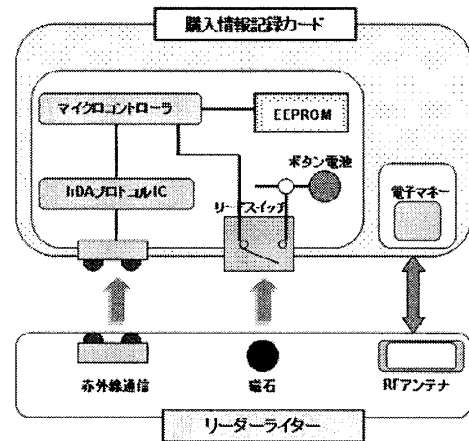 購入情報記録カード
マイクロコントローラ
EEPROM
ボタン電池
IrDAプロトコルIC
リードスイッチ
電子マネー
赤外線通信
磁石
RFアンテナ
リーダーライター